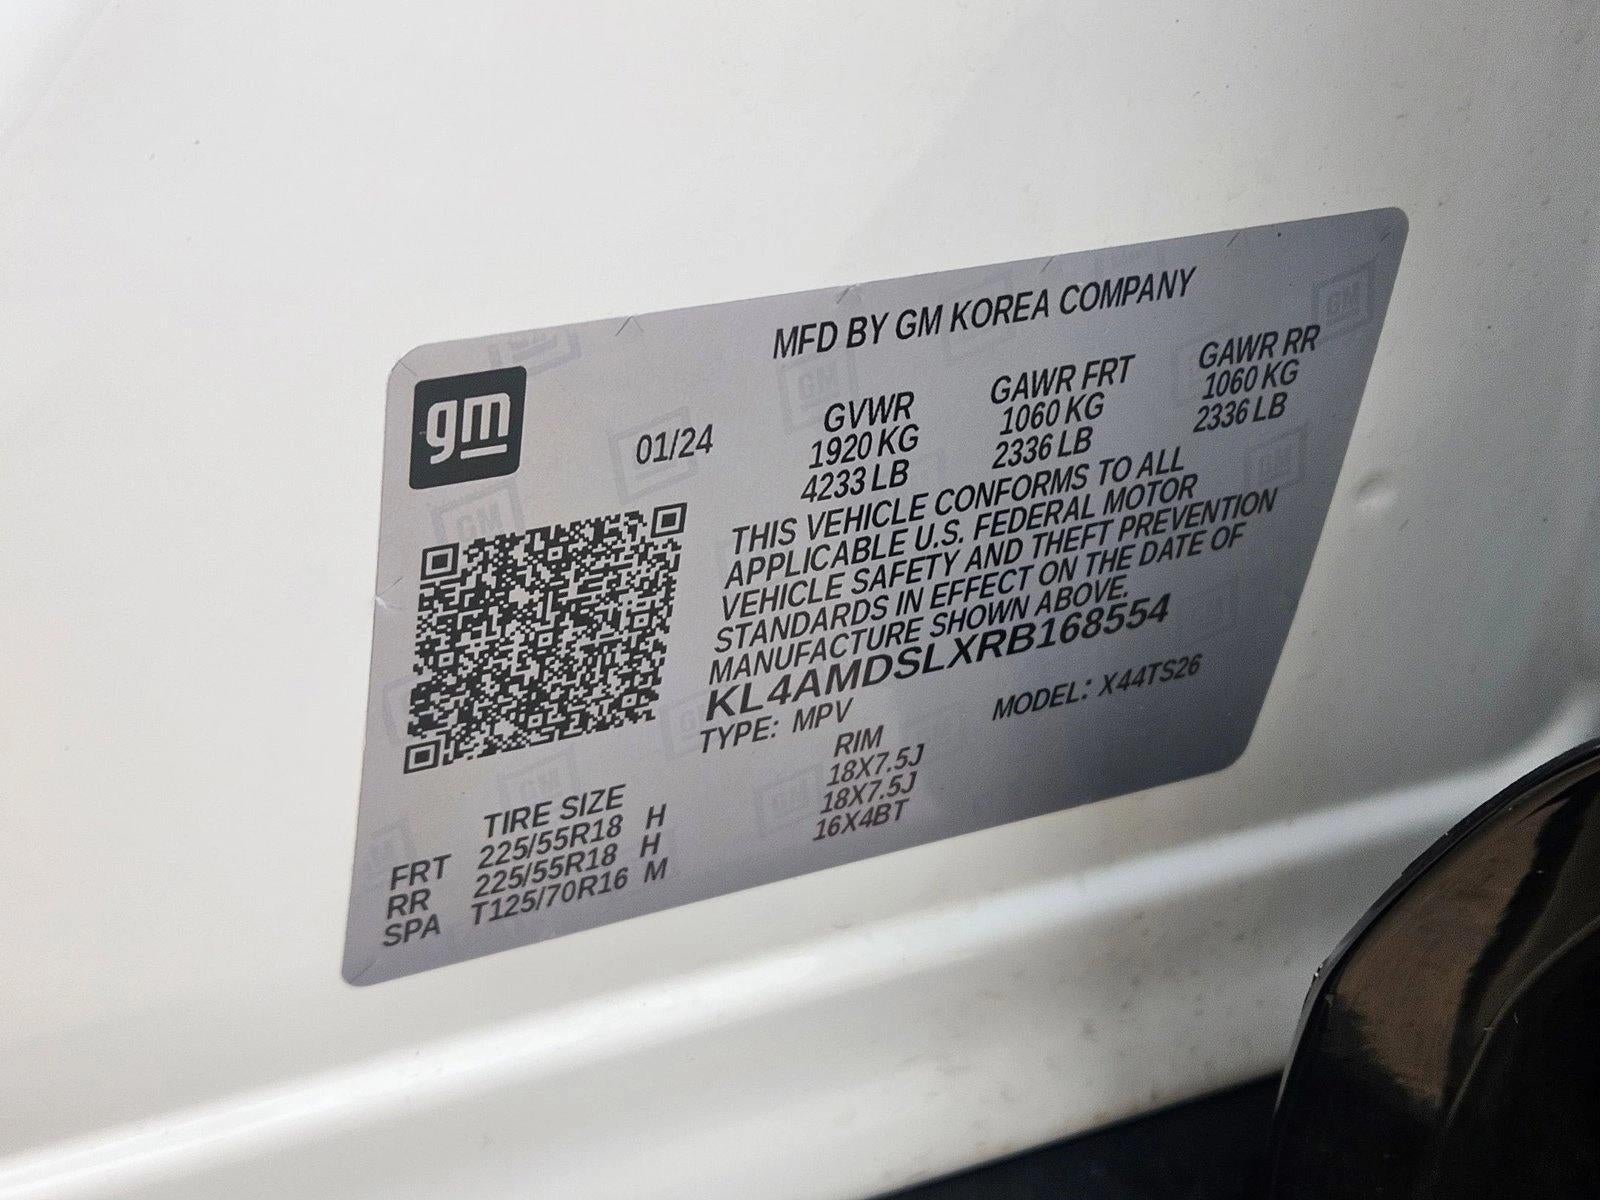 MFD BY GM KOREA COMPANY
gm
01/24
GVWR GAWR FRT GAWR RR
1920 KG 1060 KG 1060 KG
4233 LB 2336 LB 2336 LB
THIS VEHICLE CONFORMS TO ALL
APPLICABLE U.S. FEDERAL MOTOR
VEHICLE SAFETY AND THEFT PREVENTION
STANDARDS IN EFFECT ON THE DATE OF
MANUFACTURE SHOWN ABOVE.
KL4AMDSLXRB168554
TYPE: MPV MODEL: X44TS26
TIRE SIZE RIM
FRT 225/55R18 H 18X7.5J
RR 225/55R18 H 18X7.5J
SPA T125/70R16 M 16X4BT